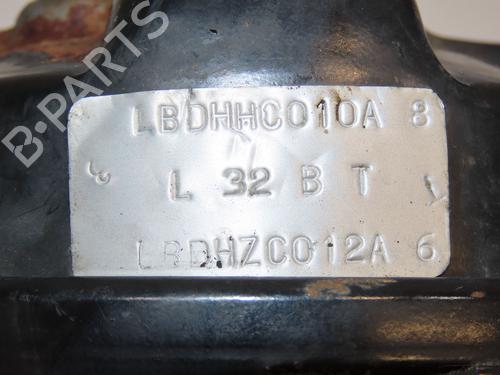 B-PARTS
LBDHHC010A 8
L 32 B T
LBDHZC012A 6